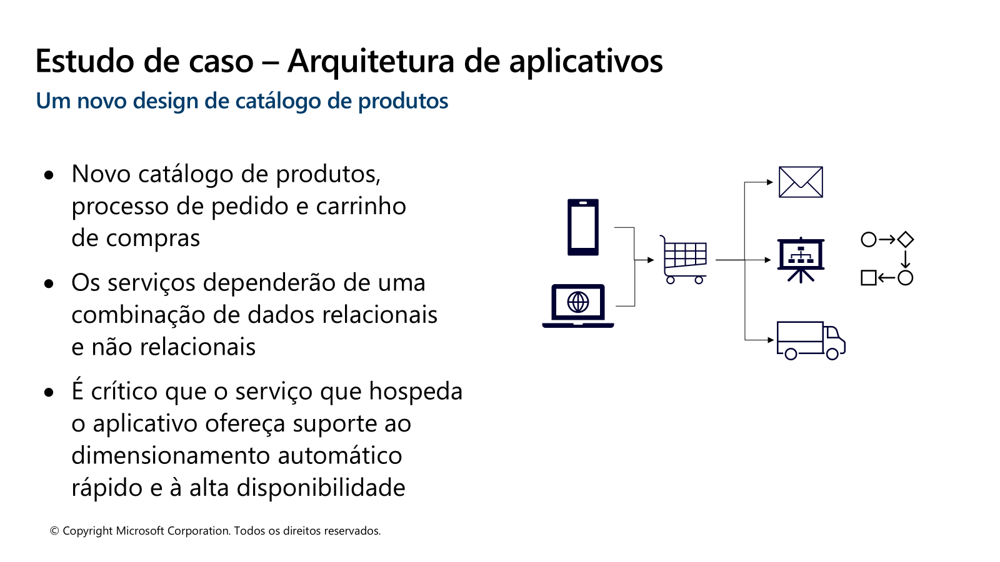 Estudo de caso – Arquitetura de aplicativos
Um novo design de catálogo de produtos
• Novo catálogo de produtos,
processo de pedido e carrinho
de compras
• Os serviços dependerão de uma
combinação de dados relacionais
e não relacionais
• É crítico que o serviço que hospeda
o aplicativo ofereça suporte ao
dimensionamento automático
rápido e à alta disponibilidade
© Copyright Microsoft Corporation. Todos os direitos reservados.